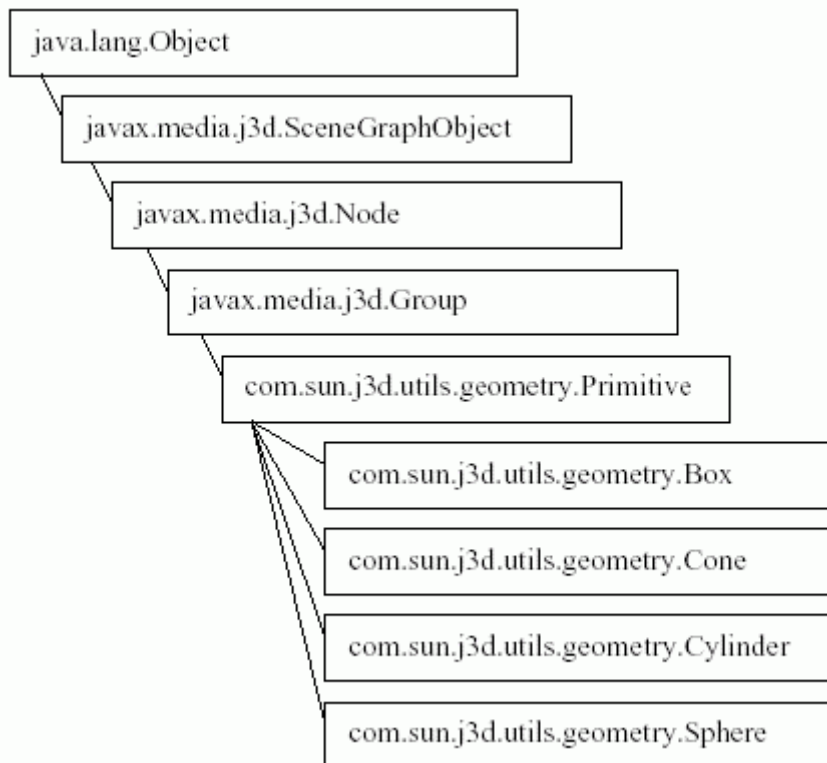 java.lang.Object
javax.media.j3d.SceneGraphObject
javax.media.j3d.Node
javax.media.j3d.Group
com.sun.j3d.utils.geometry.Primitive
com.sun.j3d.utils.geometry.Box
com.sun.j3d.utils.geometry.Cone
com.sun.j3d.utils.geometry.Cylinder
com.sun.j3d.utils.geometry.Sphere